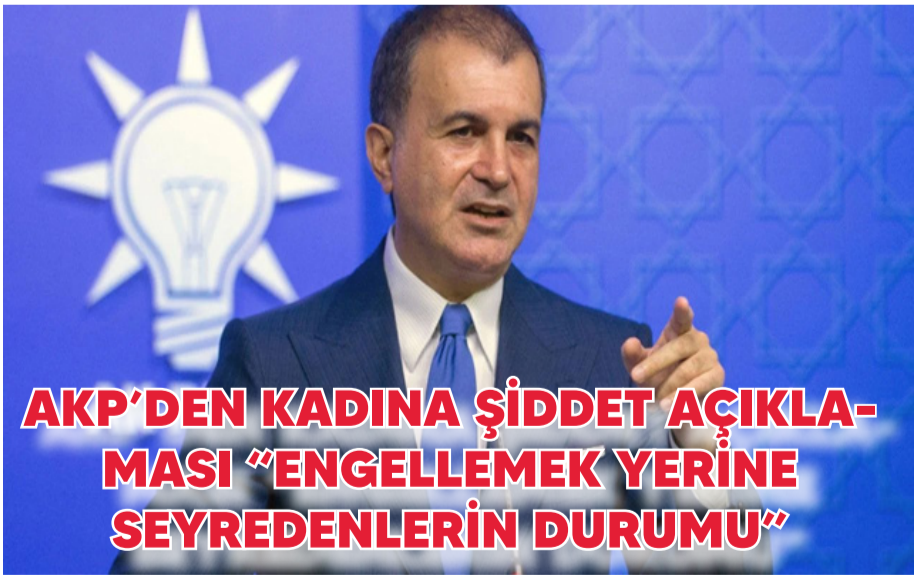 AKP’DEN KADINA ŞİDDET AÇIKLA-
MASI “ENGELLEMEK YERİNE
SEYREDENLERİN DURUMU”